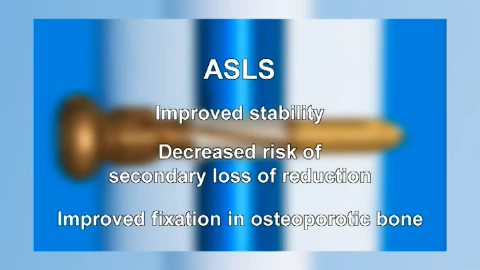 ASLS
Improved stability
Decreased risk of
secondary loss of reduction
Improved fixation in osteoporotic bone